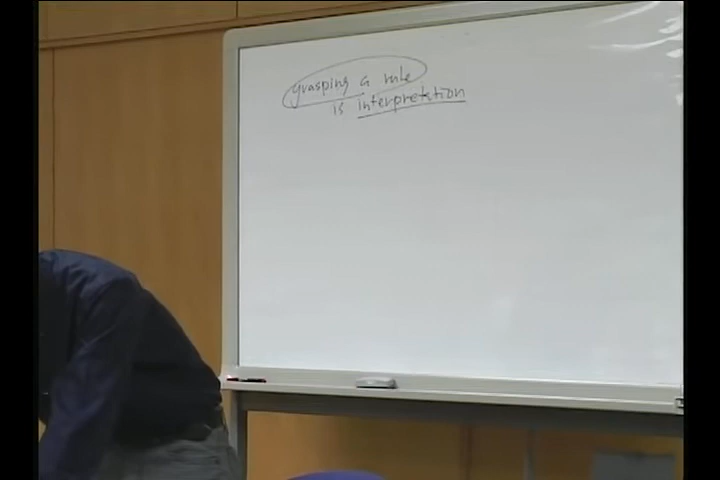 grasping a rule
is interpretation